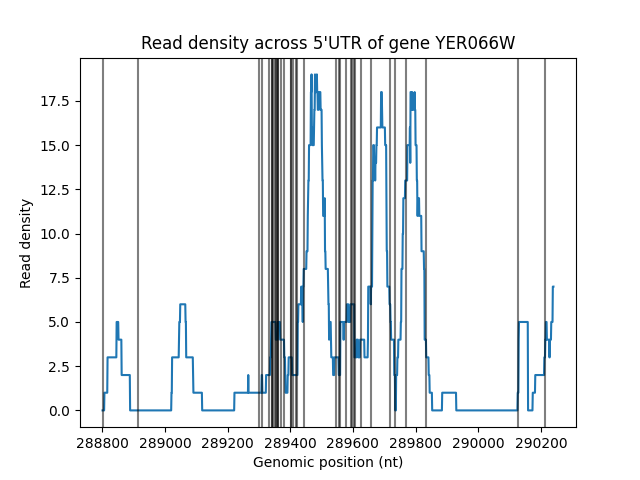 Read density across 5'UTR of gene YER066W
17.5
15.0
12.5
10.0
7.5
5.0
2.5
0.0
Read density
288800 289000 289200 289400 289600 289800 290000 290200
Genomic position (nt)